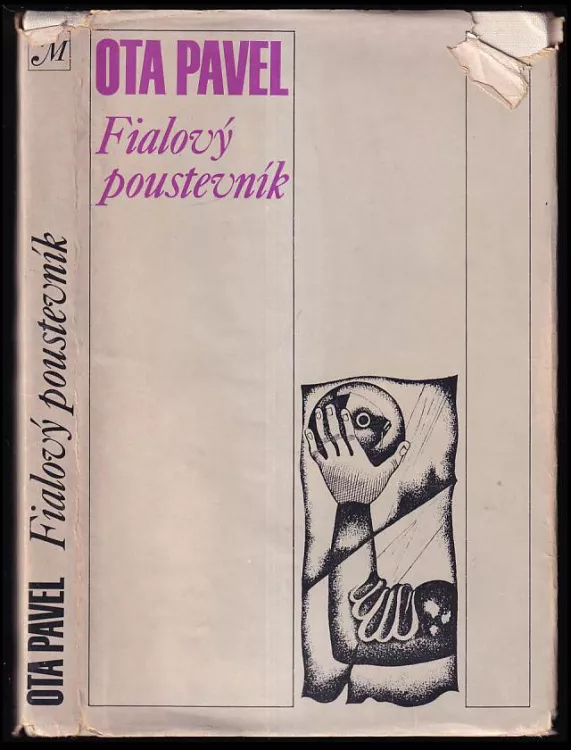 M
OTA PAVEL
Fialový
poustevník
OTA PAVEL Fialový poustevník